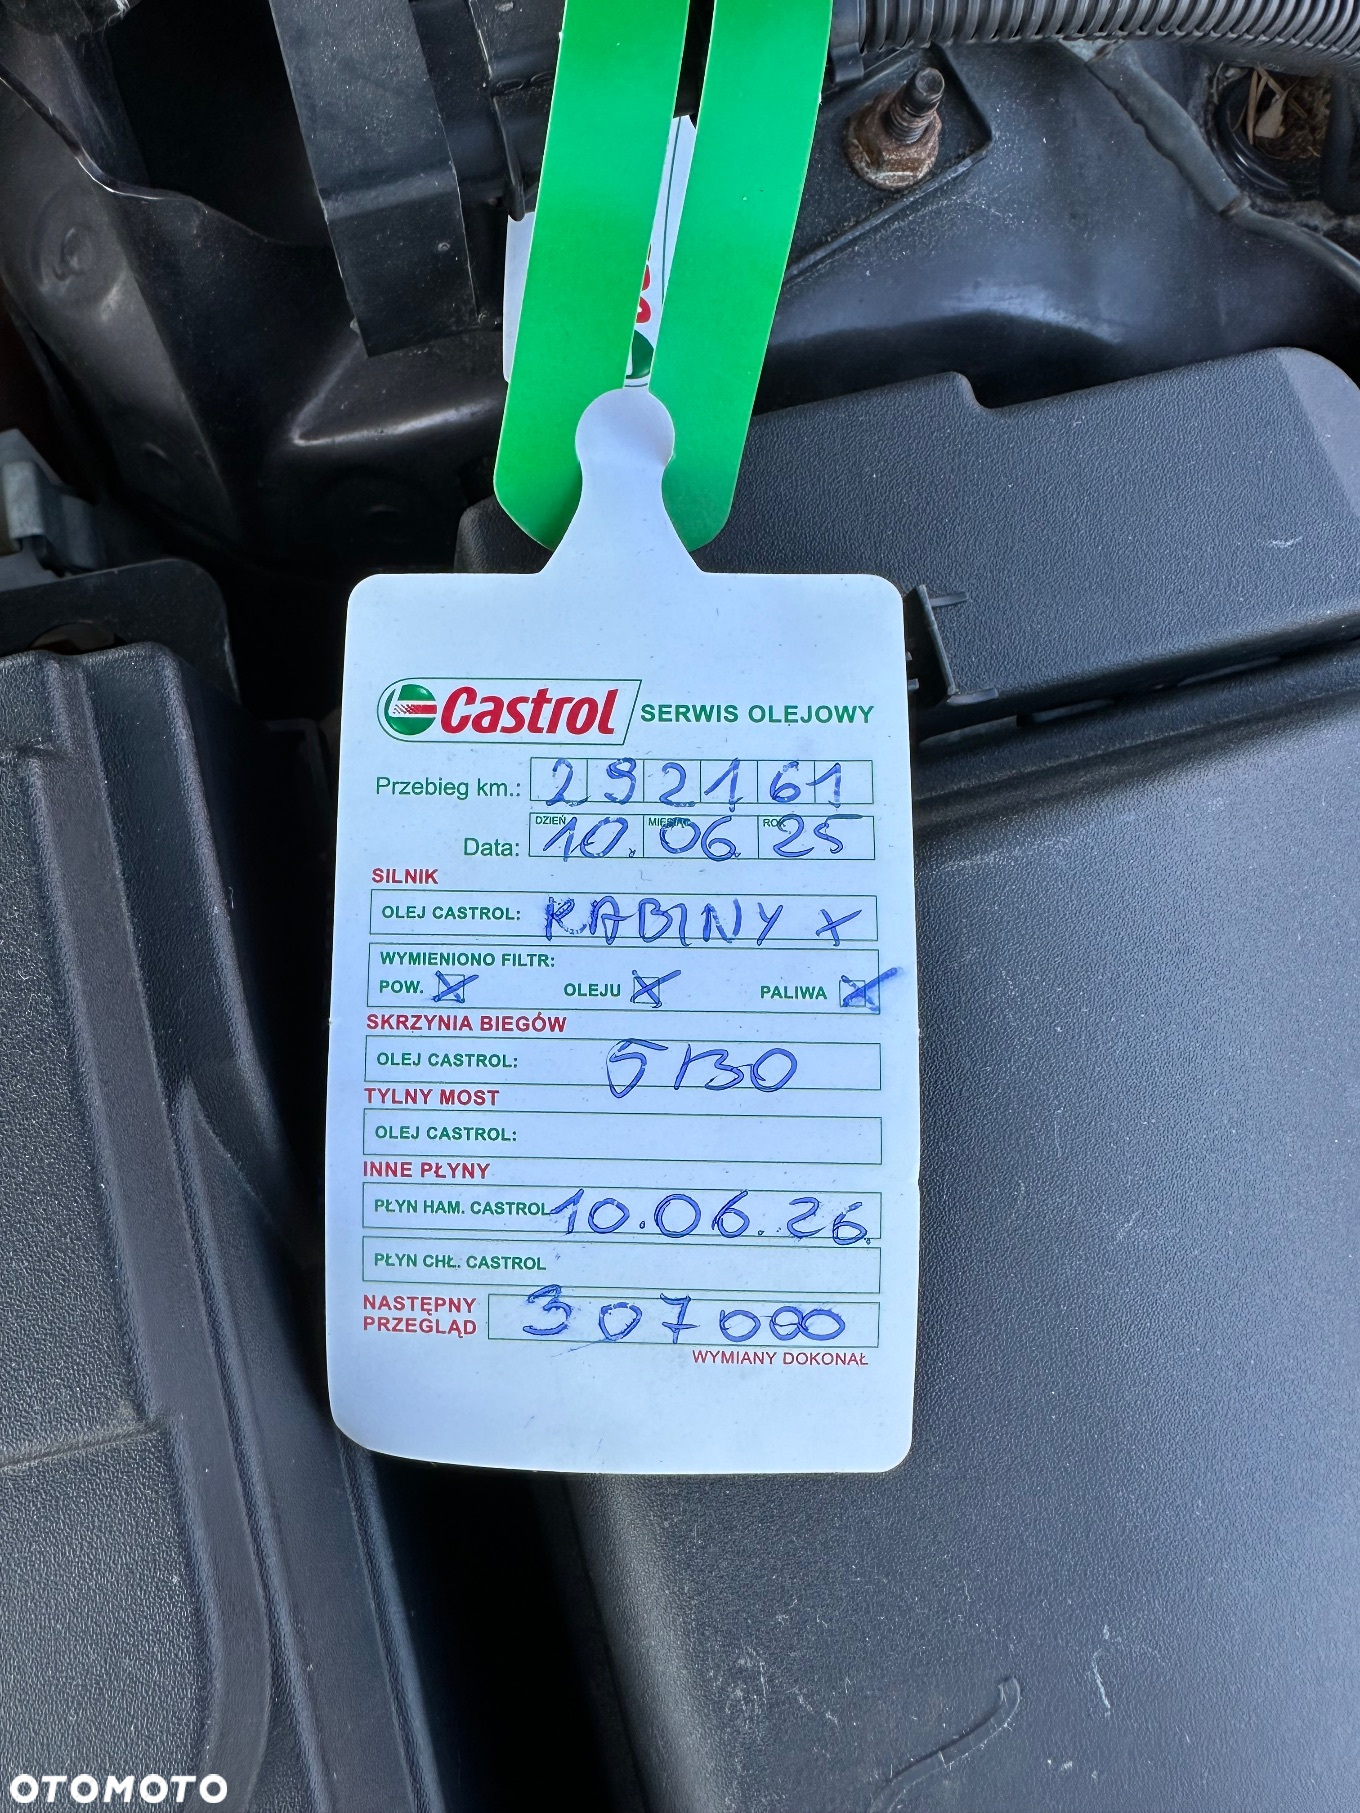 Castrol SERWIS OLEJOWY
Przebieg km.: 292161
DZIEŃ MIESIĄC ROK
Data: 10.06.25
SILNIK
OLEJ CASTROL: KABINY X
WYMIENIONO FILTR:
POW. X OLEJU X PALIWA X
SKRZYNIA BIEGÓW
OLEJ CASTROL: 5/30
TYLNY MOST
OLEJ CASTROL:
INNE PŁYNY
PŁYN HAM. CASTROL 10.06.26.
PŁYN CHŁ. CASTROL
NASTĘPNY
PRZEGLĄD 307000
WYMIANY DOKONAŁ
OTOMOTO